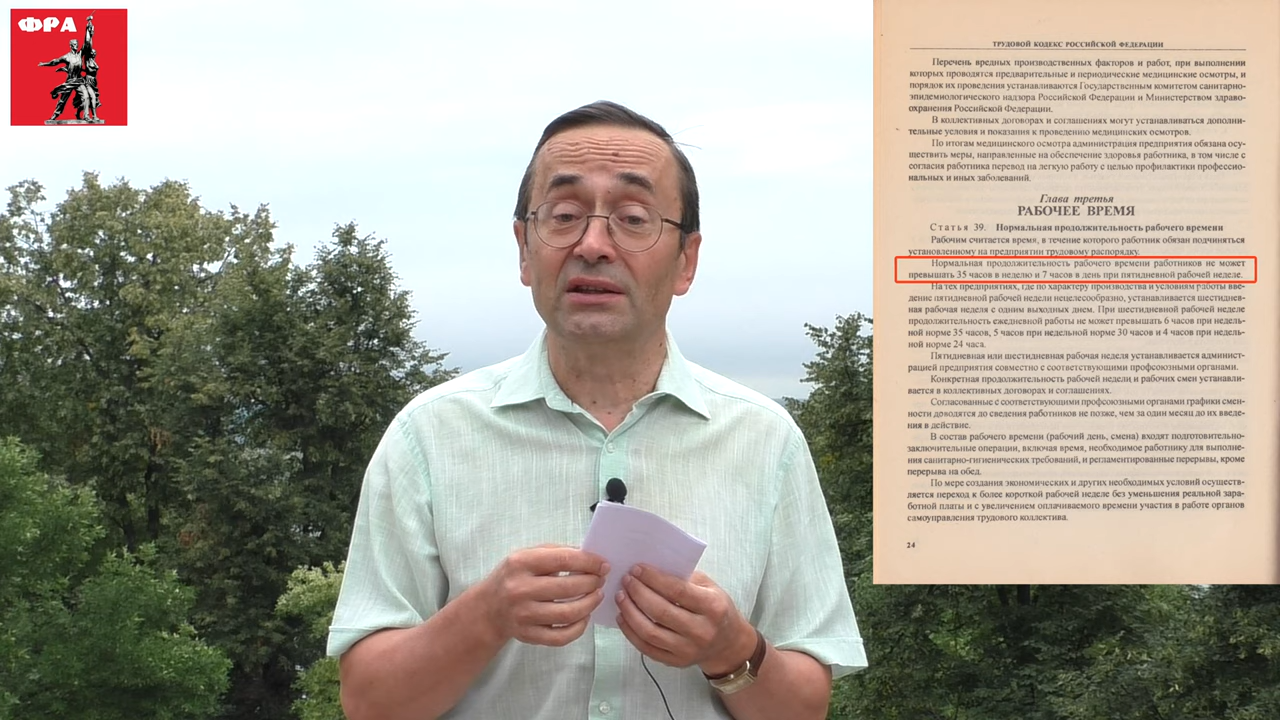 ФРА
ТРУДОВОЙ КОДЕКС РОССИЙСКОЙ ФЕДЕРАЦИИ
Перечень вредных производственных факторов и работ, при выполнении
которых проводятся предварительные и периодические медицинские осмотры, и
порядок их проведения устанавливаются Государственным комитетом санитарно-
эпидемиологического надзора Российской Федерации и Министерством здраво-
охранения Российской Федерации.
В коллективных договорах и соглашениях могут устанавливаться дополни-
тельные условия и показания к проведению медицинских осмотров.
По итогам медицинского осмотра администрация предприятия обязана осу-
ществить меры, направленные на обеспечение здоровья работника, в том числе с
согласия работника перевод на легкую работу с целью профилактики профессио-
нальных и иных заболеваний.
Глава третья
РАБОЧЕЕ ВРЕМЯ
Статья 39. Нормальная продолжительность рабочего времени
Рабочим считается время, в течение которого работник обязан подчиняться
установленному на предприятии трудовому распорядку.
Нормальная продолжительность рабочего времени работников не может
превышать 35 часов в неделю и 7 часов в день при пятидневной рабочей неделе.
На тех предприятиях, где по характеру производства и условиям работы вве-
дение пятидневной рабочей недели нецелесообразно, устанавливается шестиднев-
ная рабочая неделя с одним выходных днем. При шестидневной рабочей неделе
продолжительность ежедневной работы не может превышать 6 часов при недель-
ной норме 35 часов, 5 часов при недельной норме 30 часов и 4 часов при недель-
ной норме 24 часа.
Пятидневная или шестидневная рабочая неделя устанавливается админист-
рацией предприятия совместно с соответствующими профсоюзными органами.
Конкретная продолжительность рабочей недели и рабочих смен устанавли-
вается в коллективных договорах и соглашениях.
Согласованные с соответствующими профсоюзными органами графики смен-
ности доводятся до сведения работников не позже, чем за один месяц до их введе-
ния в действие.
В состав рабочего времени (рабочий день, смена) входят подготовительно-
заключительные операции, включая время, необходимое работнику для выполне-
ния санитарно-гигиенических требований, и регламентированные перерывы, кроме
перерыва на обед.
По мере создания экономических и других необходимых условий осуществ-
ляется переход к более короткой рабочей неделе без уменьшения реальной зара-
ботной платы и с увеличением оплачиваемого времени участия в работе органов
самоуправления трудового коллектива.
24